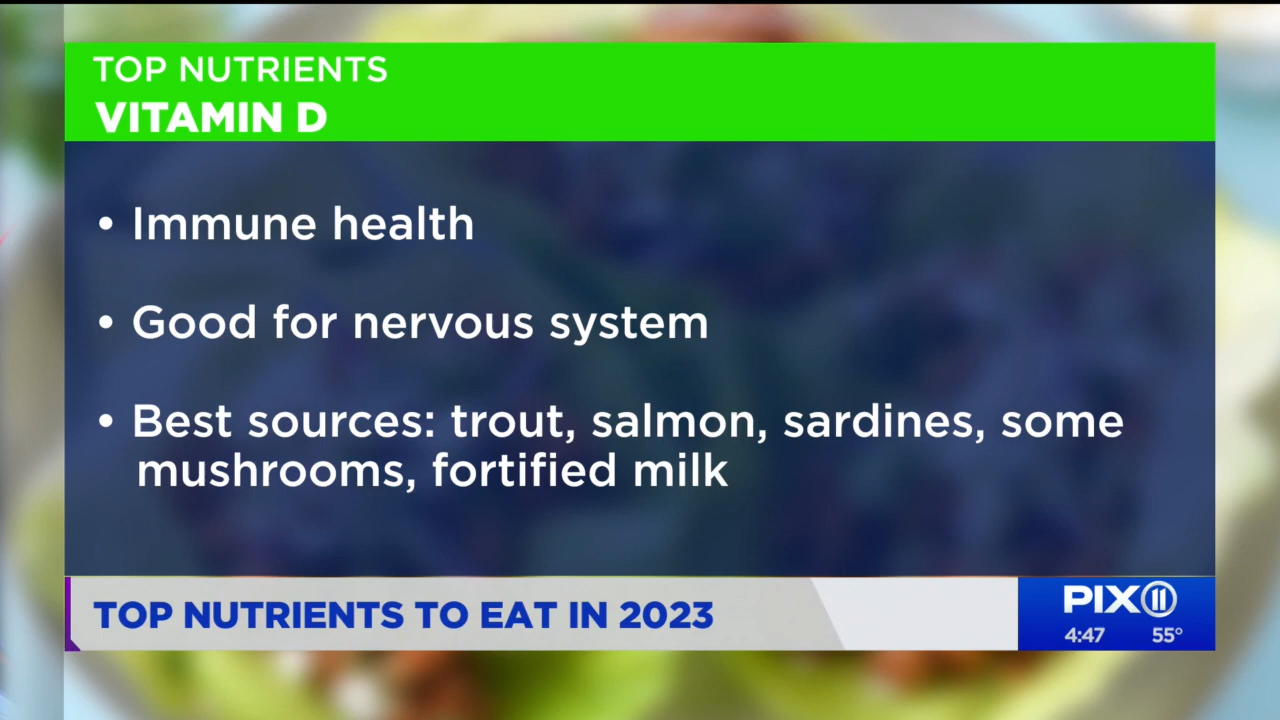 TOP NUTRIENTS
VITAMIN D
• Immune health
• Good for nervous system
• Best sources: trout, salmon, sardines, some
mushrooms, fortified milk
TOP NUTRIENTS TO EAT IN 2023
PIX11
4:47 55°